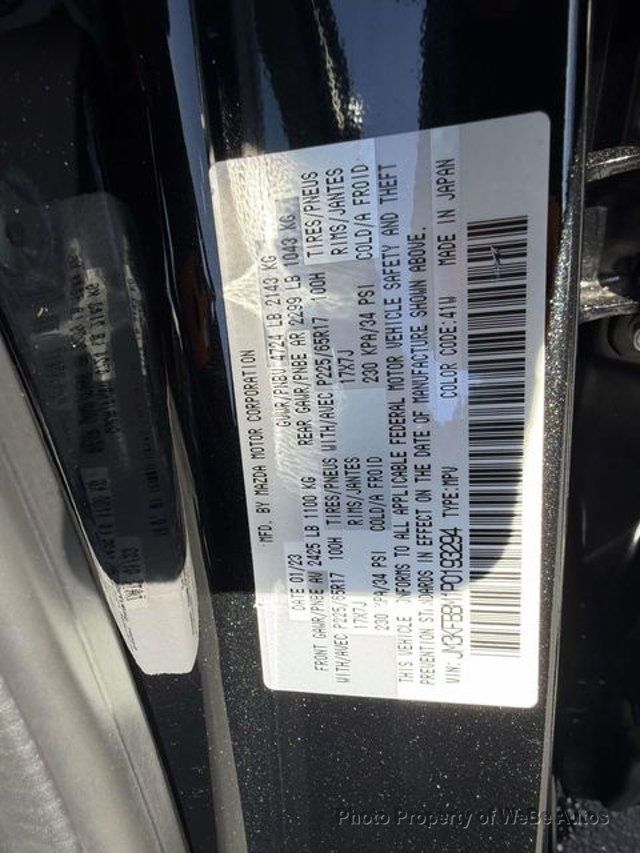 MFD. BY MAZDA MOTOR CORPORATION
DATE 01/23 GVWR/PNBV 4724 LB 2143 KG
FRONT GAWR/PNBE AV 2425 LB 1100 KG REAR GAWR/PNBE AR 2299 LB 1043 KG
WITH/AVEC P225/65R17 100H TIRES/PNEUS WITH/AVEC P225/65R17 100H TIRES/PNEUS
17X7J RIMS/JANTES 17X7J RIMS/JANTES
230 KPA/34 PSI COLD/A FROID 230 KPA/34 PSI COLD/A FROID
THIS VEHICLE CONFORMS TO ALL APPLICABLE FEDERAL MOTOR VEHICLE SAFETY AND THEFT
PREVENTION STANDARDS IN EFFECT ON THE DATE OF MANUFACTURE SHOWN ABOVE.
VIN: TYPE:MPV COLOR CODE:41W MADE IN JAPAN
Photo Property of WeBe Autos